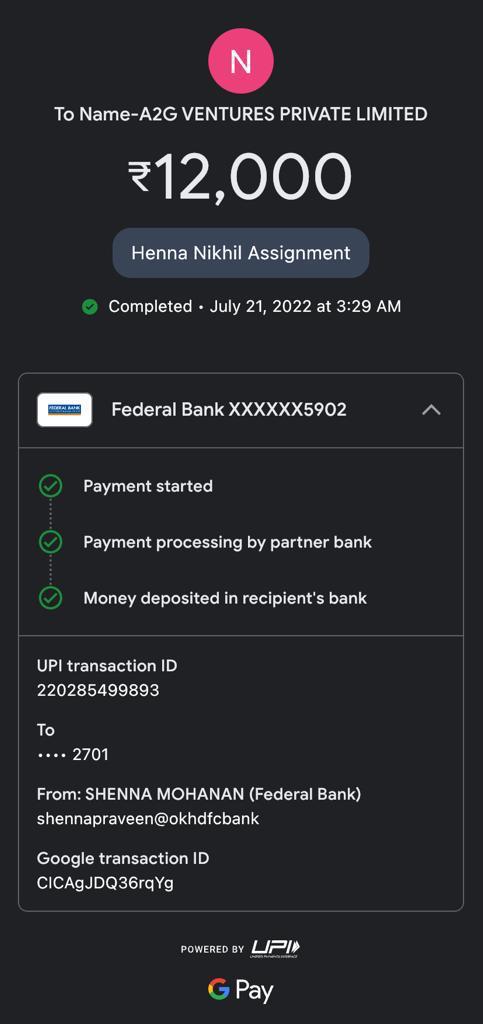 N
To Name-A2G VENTURES PRIVATE LIMITED
₹12,000
Henna Nikhil Assignment
Completed • July 21, 2022 at 3:29 AM
FEDERAL BANK
Federal Bank XXXXXX5902
Payment started
Payment processing by partner bank
Money deposited in recipient's bank
UPI transaction ID
220285499893
To
•••• 2701
From: SHENNA MOHANAN (Federal Bank)
shennapraveen@okhdfcbank
Google transaction ID
CICAgJDQ36rqYg
POWERED BY UPI
UNIFIED PAYMENTS INTERFACE
G Pay